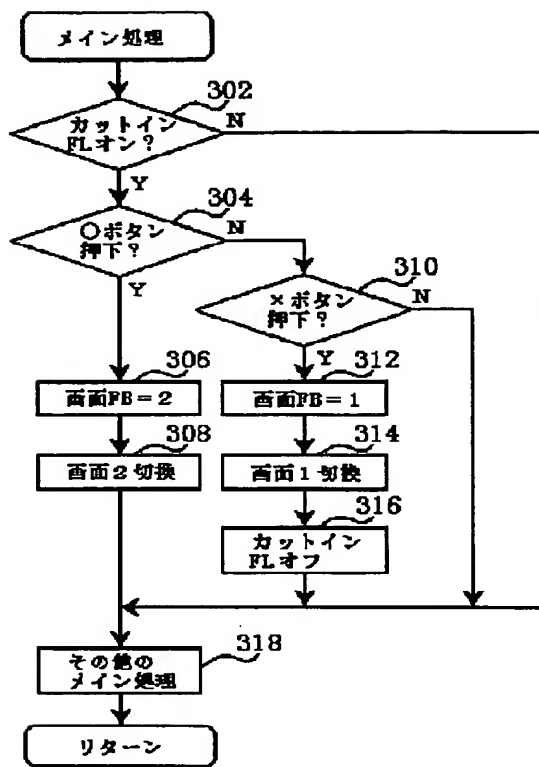 メイン処理
302
カットイン
FLオン？
N
Y
304
○ボタン
押下？
N
Y
310
×ボタン
押下？
N
Y
306
画面FB＝2
312
画面FB＝1
308
画面2切換
314
画面1切換
316
カットイン
FLオフ
318
その他の
メイン処理
リターン